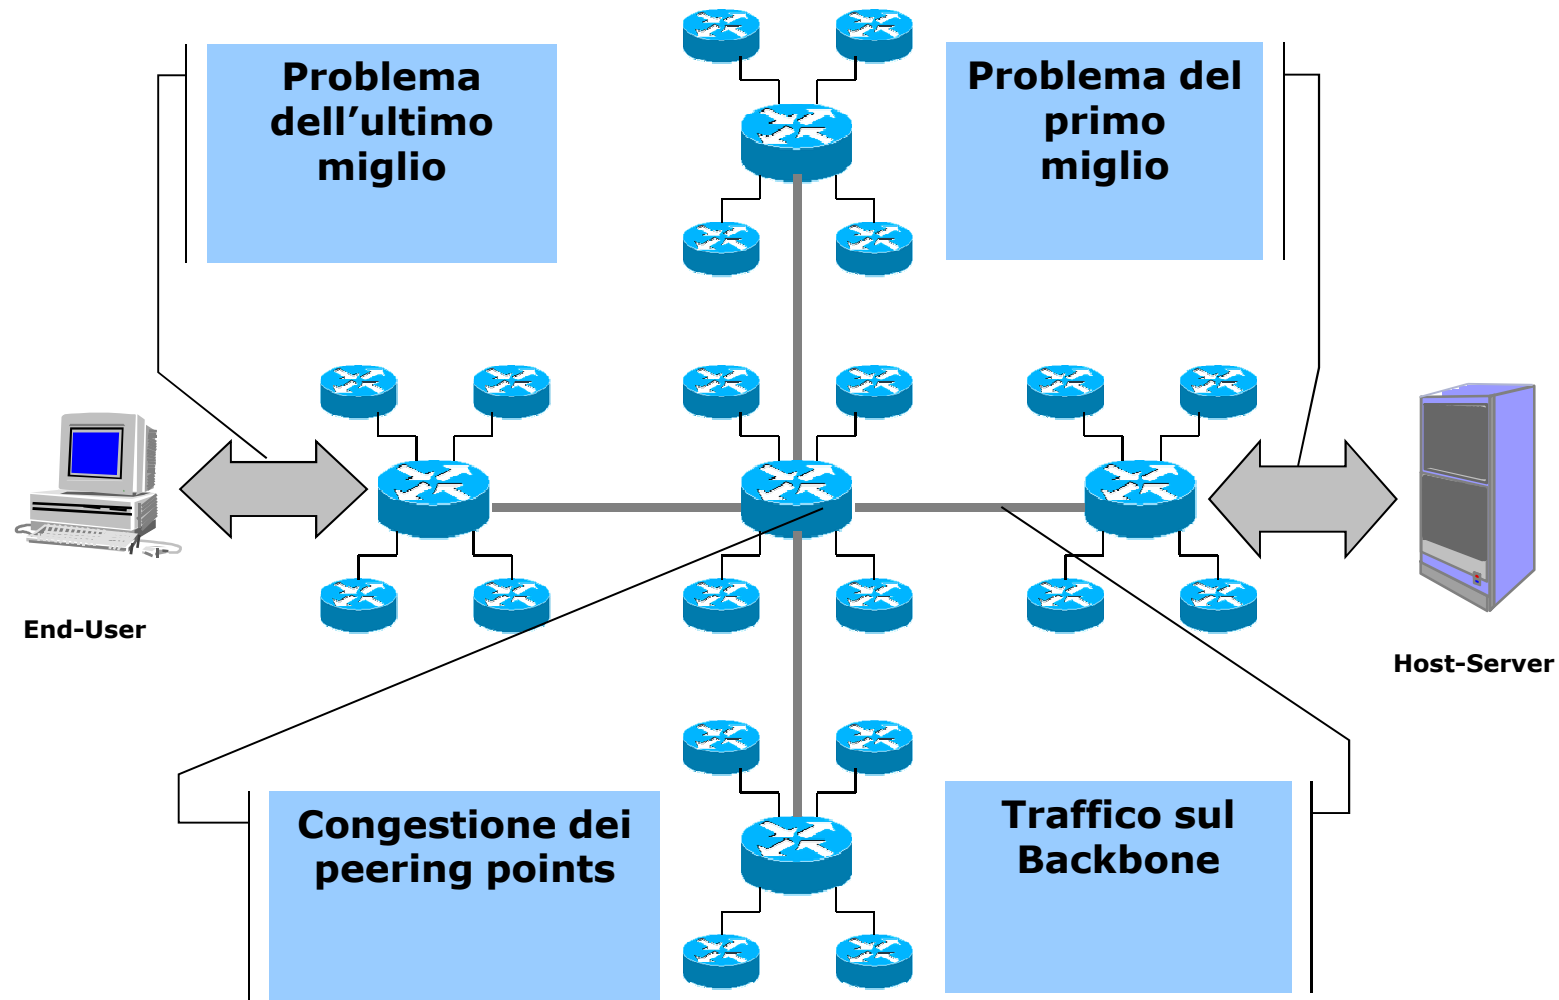 Problema
dell’ultimo
miglio
Problema del
primo
miglio
End-User
Host-Server
Congestione dei
peering points
Traffico sul
Backbone